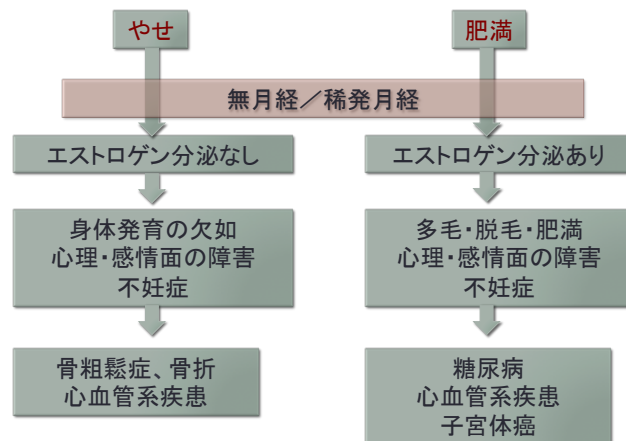 やせ
肥満
無月経／稀発月経
エストロゲン分泌なし
エストロゲン分泌あり
身体発育の欠如
心理・感情面の障害
不妊症
多毛・脱毛・肥満
心理・感情面の障害
不妊症
骨粗鬆症、骨折
心血管系疾患
糖尿病
心血管系疾患
子宮体癌